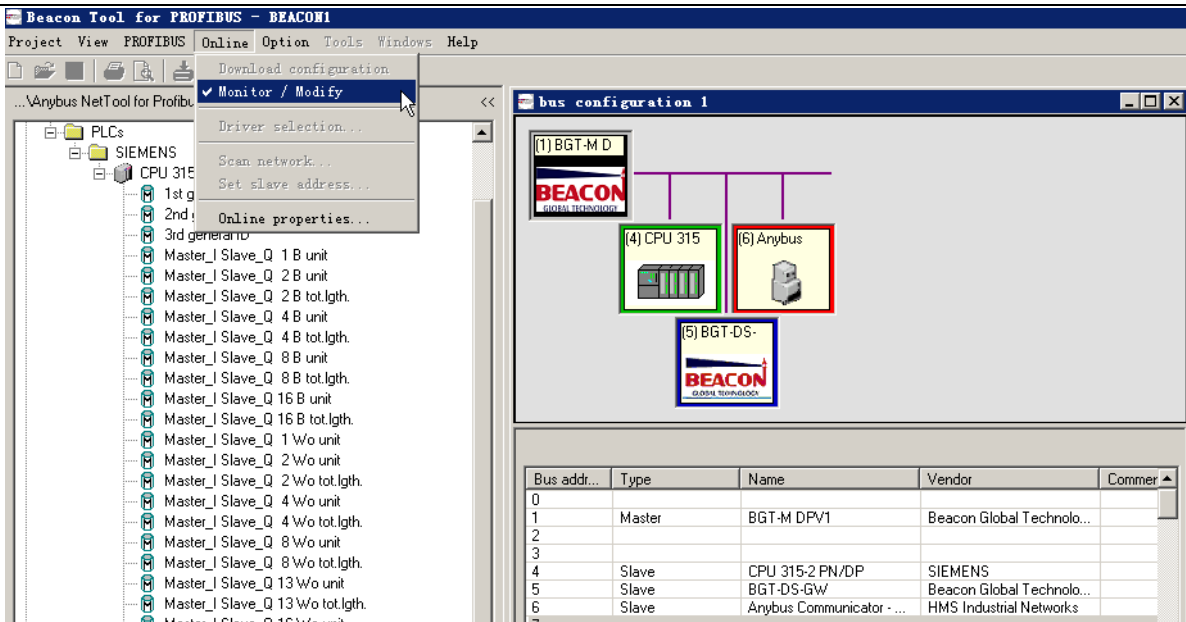 Beacon Tool for PROFIBUS - BEACON1
Project View PROFIBUS Online Option Tools Windows Help
Download configuration
Monitor / Modify
Driver selection...
Scan network...
Set slave address...
Online properties...
...\Anybus NetTool for Profibu
<<
PLCs
SIEMENS
CPU 315
1st g
2nd
3rd general ID
Master_I Slave_Q 1 B unit
Master_I Slave_Q 2 B unit
Master_I Slave_Q 2 B tot.lgth.
Master_I Slave_Q 4 B unit
Master_I Slave_Q 4 B tot.lgth.
Master_I Slave_Q 8 B unit
Master_I Slave_Q 8 B tot.lgth.
Master_I Slave_Q 16 B unit
Master_I Slave_Q 16 B tot.lgth.
Master_I Slave_Q 1 Wo unit
Master_I Slave_Q 2 Wo unit
Master_I Slave_Q 2 Wo tot.lgth.
Master_I Slave_Q 4 Wo unit
Master_I Slave_Q 4 Wo tot.lgth.
Master_I Slave_Q 8 Wo unit
Master_I Slave_Q 8 Wo tot.lgth.
Master_I Slave_Q 13 Wo unit
Master_I Slave_Q 13 Wo tot.lgth.
bus configuration 1
(1) BGT-M D
BEACON
GLOBAL TECHNOLOGY
(4) CPU 315
(6) Anybus
(5) BGT-DS-
BEACON
GLOBAL TECHNOLOGY
Bus addr... Type Name Vendor Commer
0
1 Master BGT-M DPV1 Beacon Global Technolo...
2
3
4 Slave CPU 315-2 PN/DP SIEMENS
5 Slave BGT-DS-GW Beacon Global Technolo...
6 Slave Anybus Communicator - ... HMS Industrial Networks